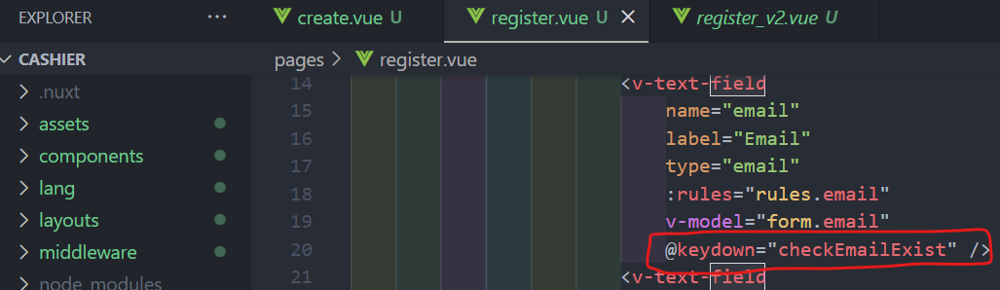 EXPLORER ... create.vue U register.vue U × register_v2.vue U
CASHIER
.nuxt
assets
components
lang
layouts
middleware
node_modules
pages > register.vue
14 <v-text-field
15 name="email"
16 label="Email"
17 type="email"
18 :rules="rules.email"
19 v-model="form.email"
20 @keydown="checkEmailExist" />
21 <v-text-field